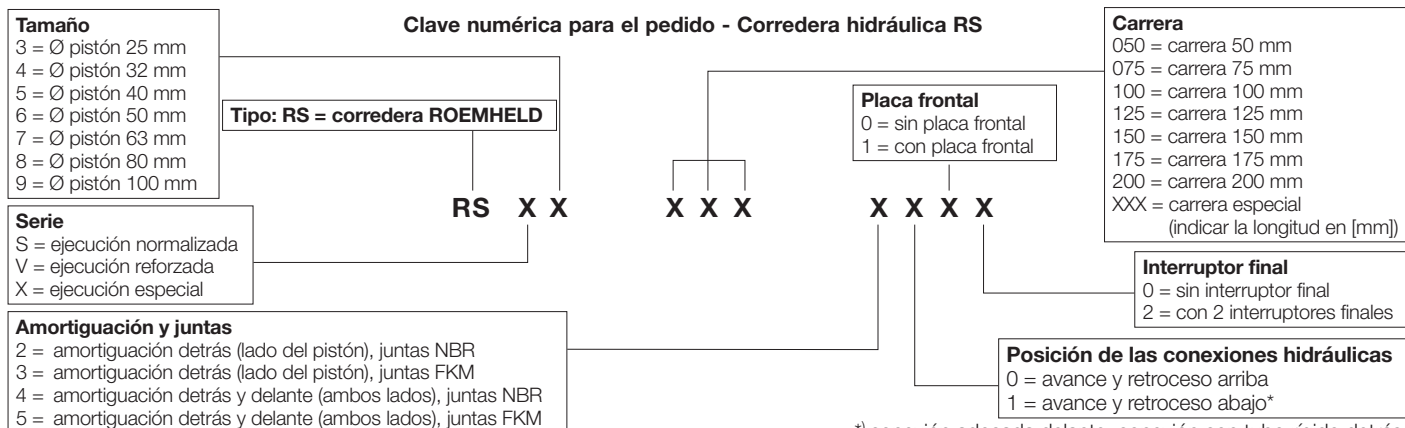 Clave numérica para el pedido - Corredera hidráulica RS
Tamaño
3 = Ø pistón 25 mm
4 = Ø pistón 32 mm
5 = Ø pistón 40 mm
6 = Ø pistón 50 mm
7 = Ø pistón 63 mm
8 = Ø pistón 80 mm
9 = Ø pistón 100 mm
Tipo: RS = corredera ROEMHELD
Placa frontal
0 = sin placa frontal
1 = con placa frontal
Carrera
050 = carrera 50 mm
075 = carrera 75 mm
100 = carrera 100 mm
125 = carrera 125 mm
150 = carrera 150 mm
175 = carrera 175 mm
200 = carrera 200 mm
XXX = carrera especial
(indicar la longitud en [mm])
RS X X X X X X X X X
Serie
S = ejecución normalizada
V = ejecución reforzada
X = ejecución especial
Interruptor final
0 = sin interruptor final
2 = con 2 interruptores finales
Amortiguación y juntas
2 = amortiguación detrás (lado del pistón), juntas NBR
3 = amortiguación detrás (lado del pistón), juntas FKM
4 = amortiguación detrás y delante (ambos lados), juntas NBR
5 = amortiguación detrás y delante (ambos lados), juntas FKM
Posición de las conexiones hidráulicas
0 = avance y retroceso arriba
1 = avance y retroceso abajo*